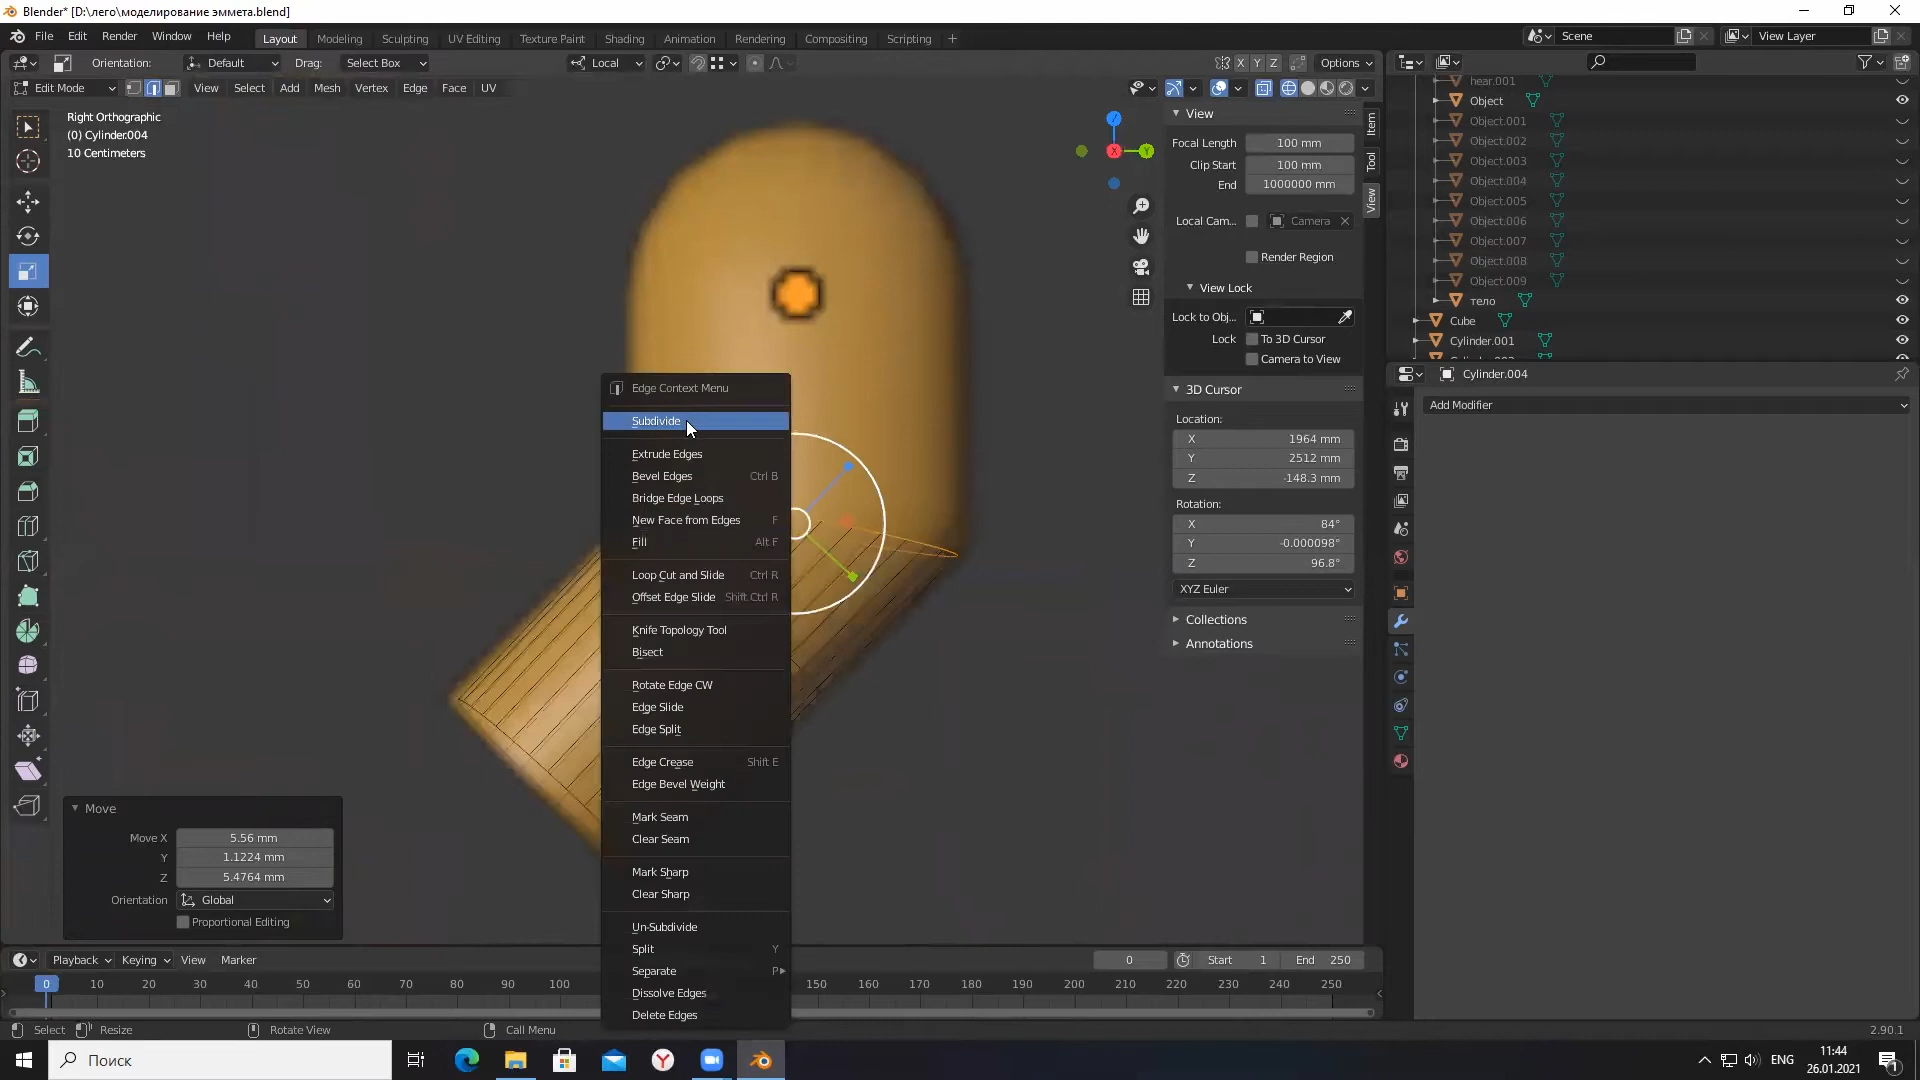 Blender* [D:\лего\моделирование эммета.blend]
File Edit Render Window Help
Layout Modeling Sculpting UV Editing Texture Paint Shading Animation Rendering Compositing Scripting +
Scene
View Layer
Orientation: Default Drag: Select Box Local X Y Z Options
Edit Mode View Select Add Mesh Vertex Edge Face UV
Right Orthographic
(0) Cylinder.004
10 Centimeters
Z
X
Y
View
Focal Length 100 mm
Clip Start 100 mm
End 1000000 mm
Local Cam... Camera
Render Region
View Lock
Lock to Obj...
Lock To 3D Cursor
Camera to View
3D Cursor
Location:
X 1964 mm
Y 2512 mm
Z -148.3 mm
Rotation:
X 84°
Y -0.000098°
Z 96.8°
XYZ Euler
Collections
Annotations
Item
Tool
View
hear.001
Object
Object.001
Object.002
Object.003
Object.004
Object.005
Object.006
Object.007
Object.008
Object.009
тело
Cube
Cylinder.001
Cylinder.004
Add Modifier
Edge Context Menu
Subdivide
Extrude Edges
Bevel Edges Ctrl B
Bridge Edge Loops
New Face from Edges F
Fill Alt F
Loop Cut and Slide Ctrl R
Offset Edge Slide Shift Ctrl R
Knife Topology Tool
Bisect
Rotate Edge CW
Edge Slide
Edge Split
Edge Crease Shift E
Edge Bevel Weight
Mark Seam
Clear Seam
Mark Sharp
Clear Sharp
Un-Subdivide
Split Y
Separate P
Dissolve Edges
Delete Edges
Move
Move X 5.56 mm
Y 1.1224 mm
Z 5.4764 mm
Orientation Global
Proportional Editing
Playback Keying View Marker 0 Start 1 End 250
0 10 20 30 40 50 60 70 80 90 100 150 160 170 180 190 200 210 220 230 240 250
Select Resize Rotate View Call Menu 2.90.1
Поиск
ENG
11:44
26.01.2021
1